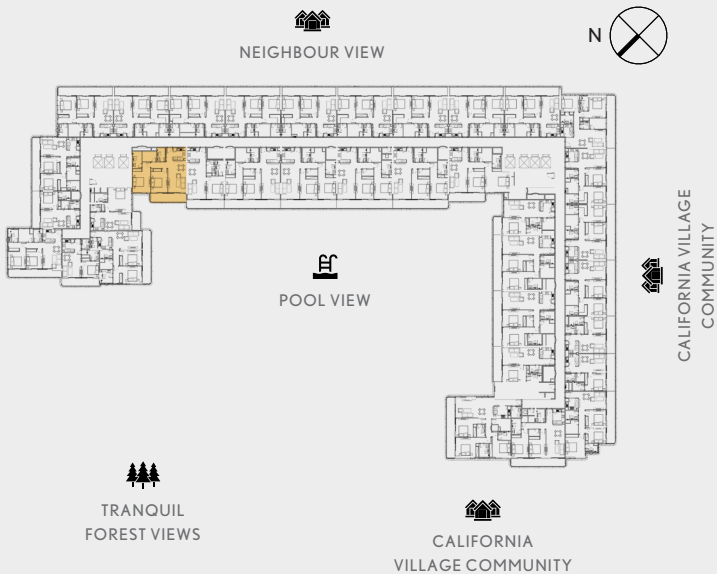 N
NEIGHBOUR VIEW
CALIFORNIA VILLAGE
COMMUNITY
POOL VIEW
TRANQUIL
FOREST VIEWS
CALIFORNIA
VILLAGE COMMUNITY